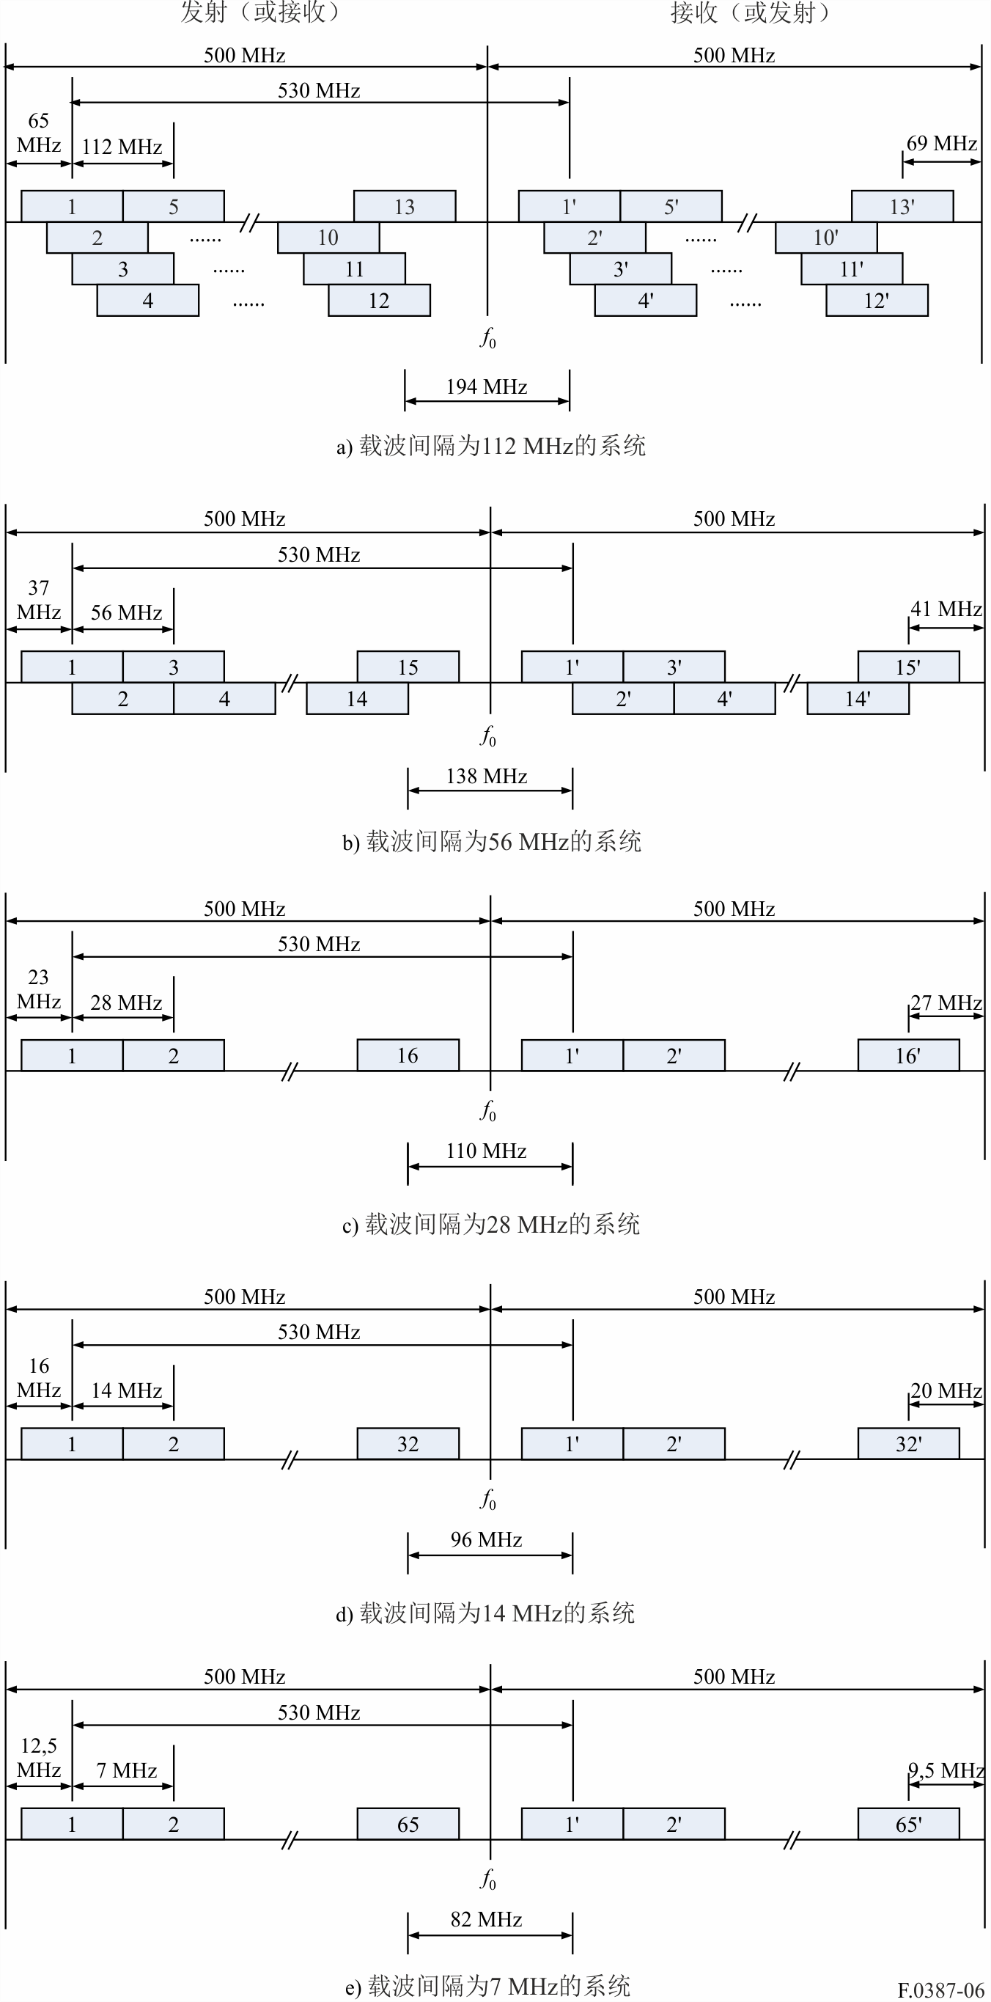 发射（或接收）
接收（或发射）
500 MHz
500 MHz
530 MHz
65
MHz
112 MHz
69 MHz
1
5
13
1'
5'
13'
2
......
10
2'
......
10'
3
......
11
3'
......
11'
4
......
12
4'
......
12'
f0
194 MHz
a) 载波间隔为112 MHz的系统
500 MHz
500 MHz
530 MHz
37
MHz
56 MHz
41 MHz
1
3
15
1'
3'
15'
2
4
14
2'
4'
14'
f0
138 MHz
b) 载波间隔为56 MHz的系统
500 MHz
500 MHz
530 MHz
23
MHz
28 MHz
27 MHz
1
2
16
1'
2'
16'
f0
110 MHz
c) 载波间隔为28 MHz的系统
500 MHz
500 MHz
530 MHz
16
MHz
14 MHz
20 MHz
1
2
32
1'
2'
32'
f0
96 MHz
d) 载波间隔为14 MHz的系统
500 MHz
500 MHz
530 MHz
12,5
MHz
7 MHz
9,5 MHz
1
2
65
1'
2'
65'
f0
82 MHz
e) 载波间隔为7 MHz的系统
F.0387-06